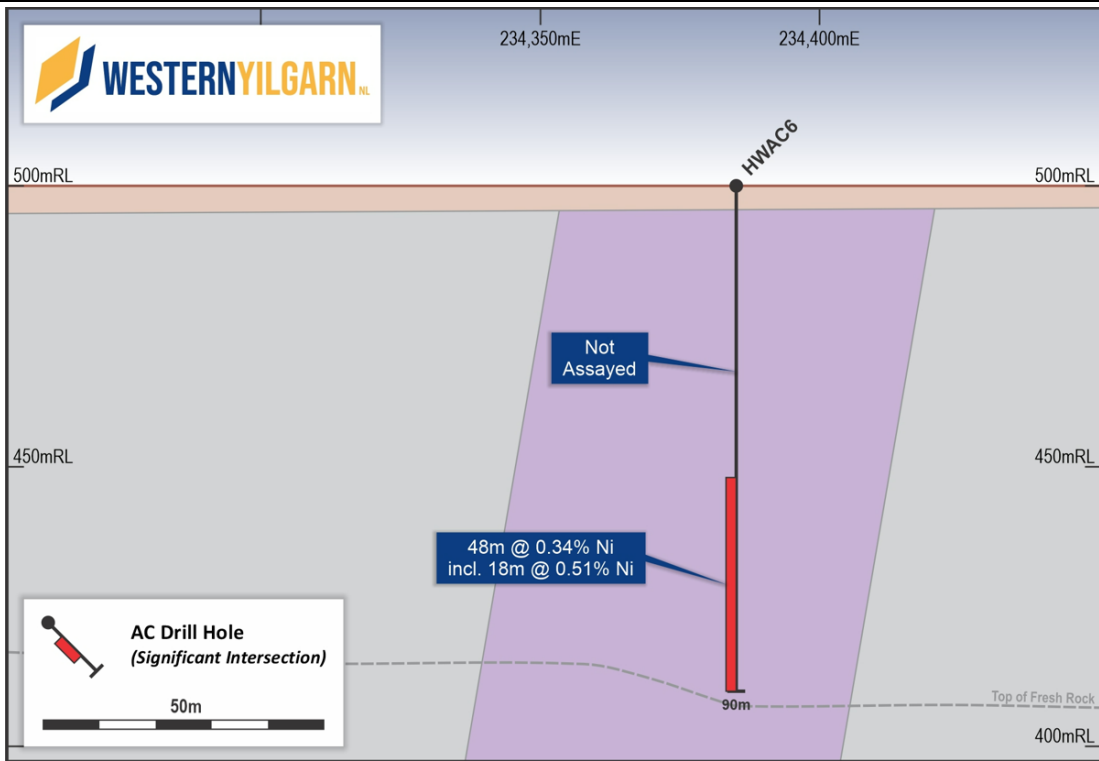 234,350mE
234,400mE
WESTERNYILGARN NL
HWAC6
500mRL
500mRL
Not
Assayed
450mRL
450mRL
48m @ 0.34% Ni
incl. 18m @ 0.51% Ni
AC Drill Hole
(Significant Intersection)
50m
90m
Top of Fresh Rock
400mRL